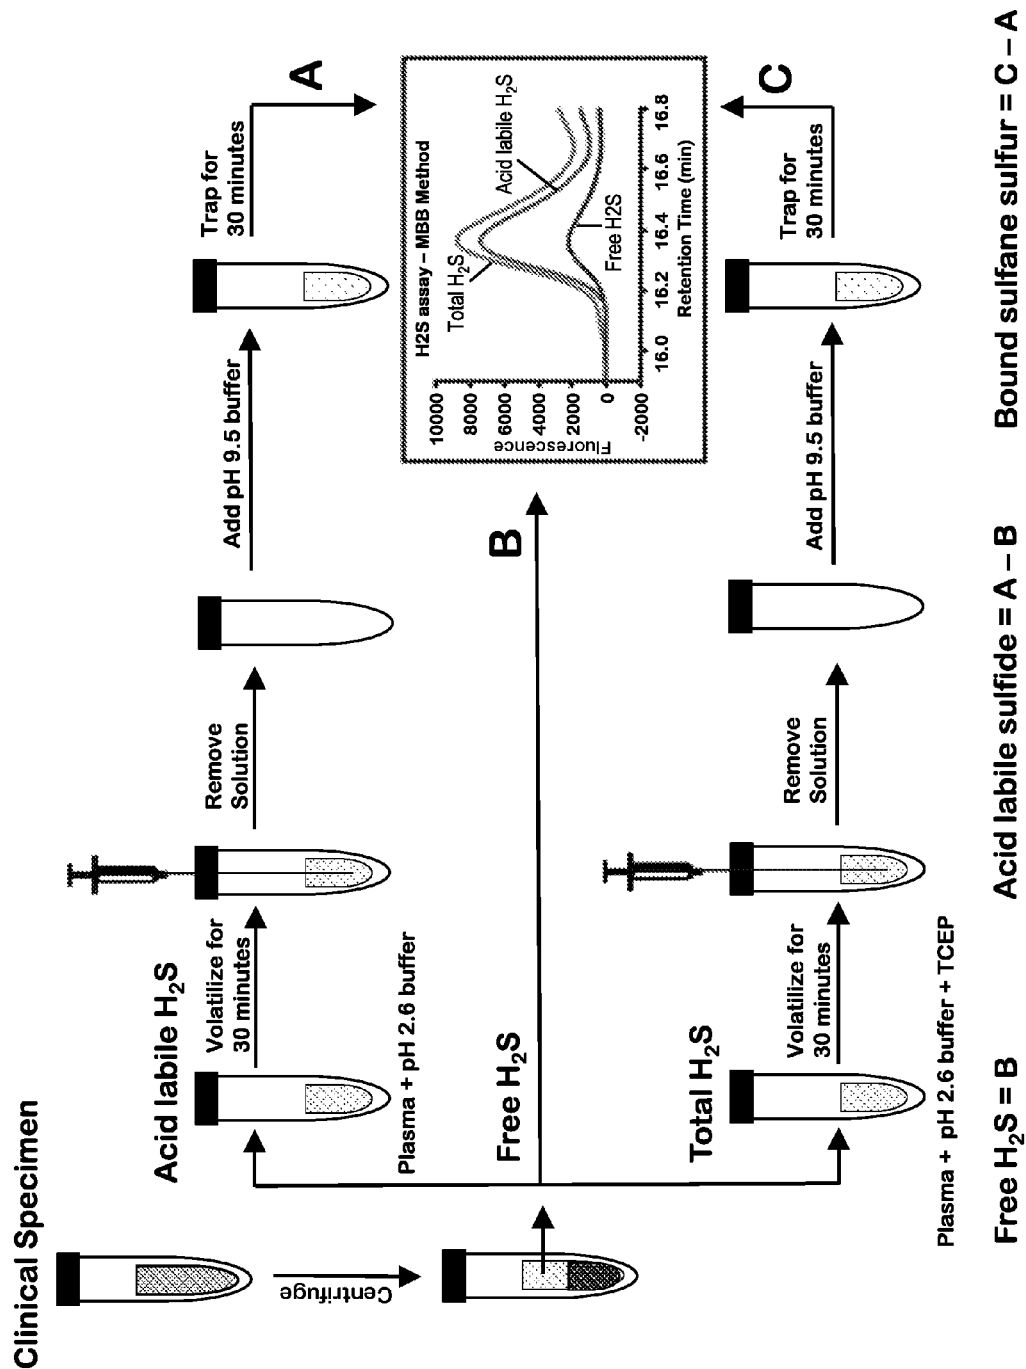 Clinical Specimen
Centrifuge
Acid labile H₂S
Plasma + pH 2.6 buffer
Volatilize for
30 minutes
Remove
Solution
Add pH 9.5 buffer
Trap for
30 minutes
A
Free H₂S
B
H2S assay – MBB Method
Total H₂S
Acid labile H₂S
Free H2S
Fluorescence
10000
8000
6000
4000
2000
0
-2000
16.0
16.2
16.4
16.6
16.8
Retention Time (min)
Total H₂S
Plasma + pH 2.6 buffer + TCEP
Volatilize for
30 minutes
Remove
Solution
Add pH 9.5 buffer
Trap for
30 minutes
C
Free H₂S = B
Acid labile sulfide = A – B
Bound sulfane sulfur = C – A